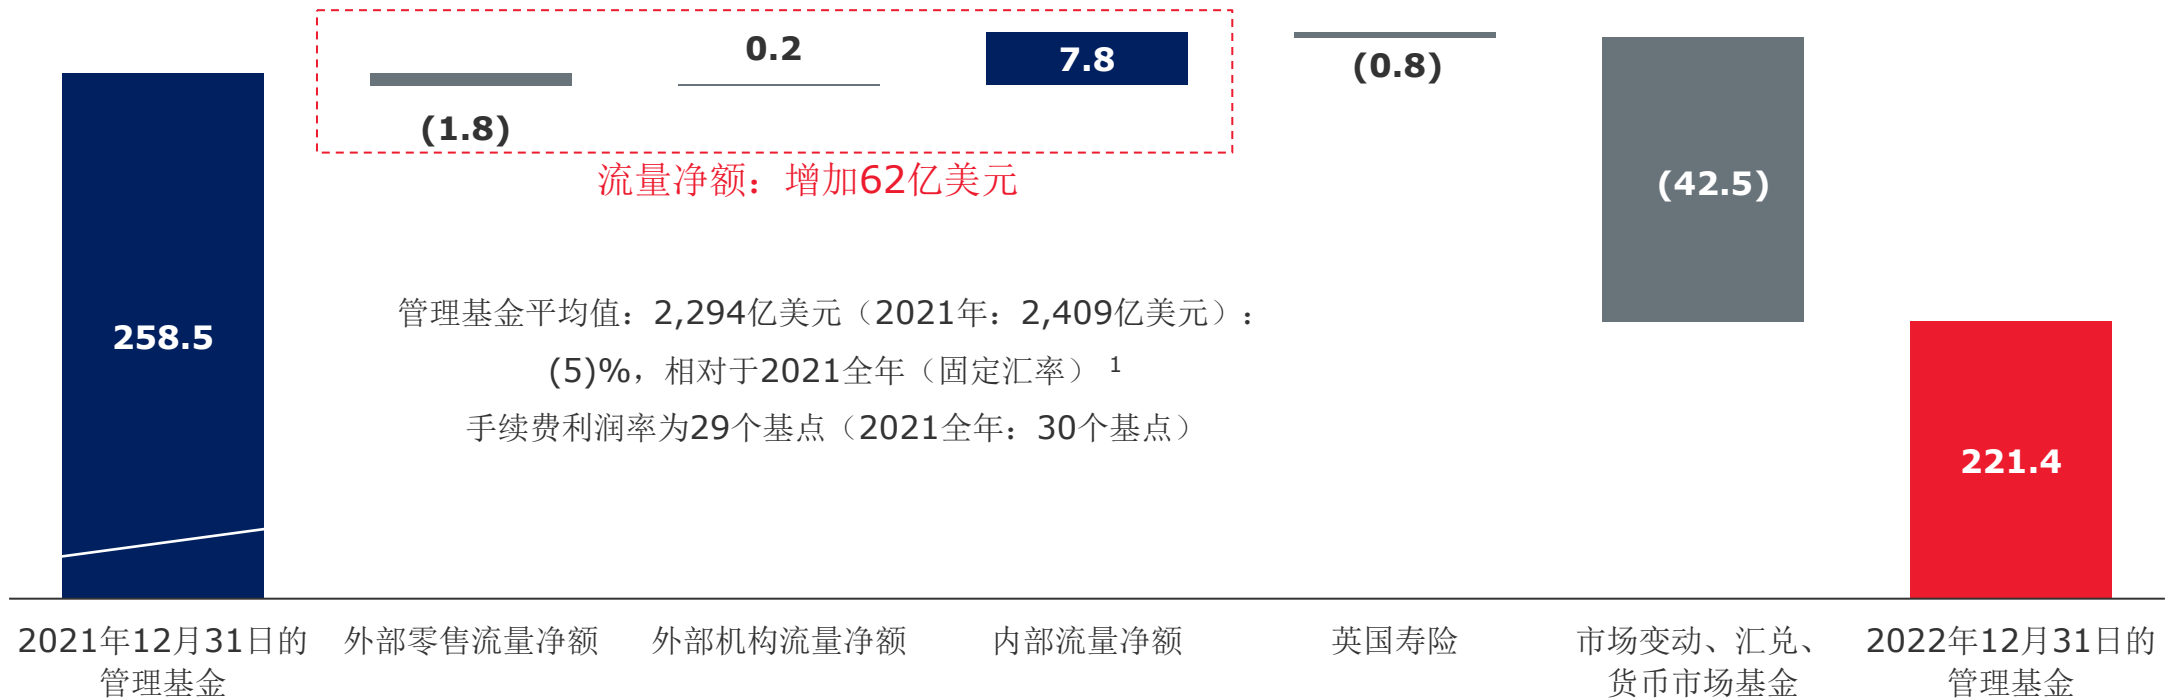 0.2
7.8
(0.8)
(1.8)
流量净额：增加62亿美元
(42.5)
258.5
管理基金平均值：2,294亿美元（2021年：2,409亿美元）：
(5)%，相对于2021全年（固定汇率） 1
手续费利润率为29个基点（2021全年：30个基点）
221.4
2021年12月31日的
管理基金
外部零售流量净额
外部机构流量净额
内部流量净额
英国寿险
市场变动、汇兑、
货币市场基金
2022年12月31日的
管理基金